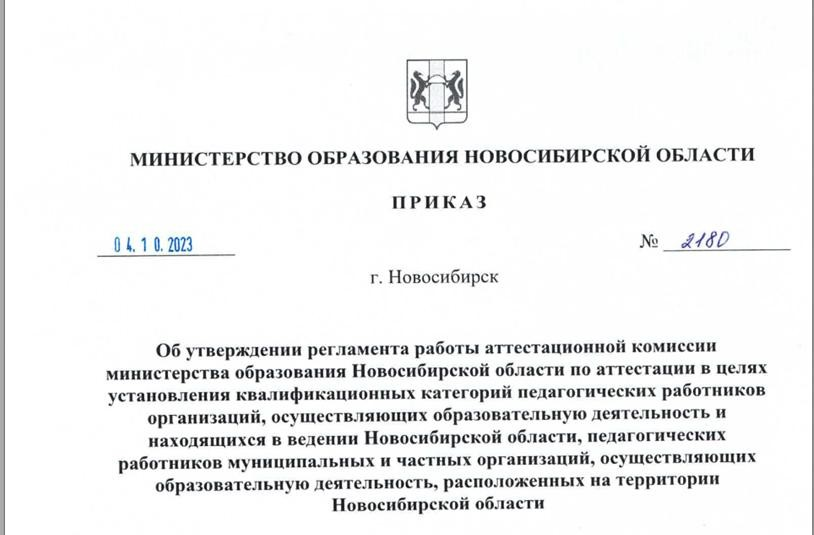 МИНИСТЕРСТВО ОБРАЗОВАНИЯ НОВОСИБИРСКОЙ ОБЛАСТИ
ПРИКАЗ
04.10.2023
№ 2180
г. Новосибирск
Об утверждении регламента работы аттестационной комиссии
министерства образования Новосибирской области по аттестации в целях
установления квалификационных категорий педагогических работников
организаций, осуществляющих образовательную деятельность и
находящихся в ведении Новосибирской области, педагогических
работников муниципальных и частных организаций, осуществляющих
образовательную деятельность, расположенных на территории
Новосибирской области